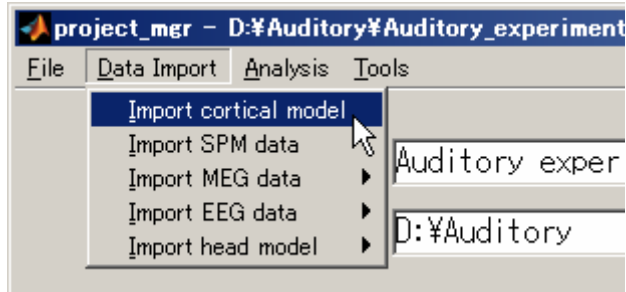 project_mgr - D:¥Auditory¥Auditory_experiment
File Data Import Analysis Tools
Import cortical model
Import SPM data
Import MEG data
Import EEG data
Import head model
Auditory exper
D:¥Auditory